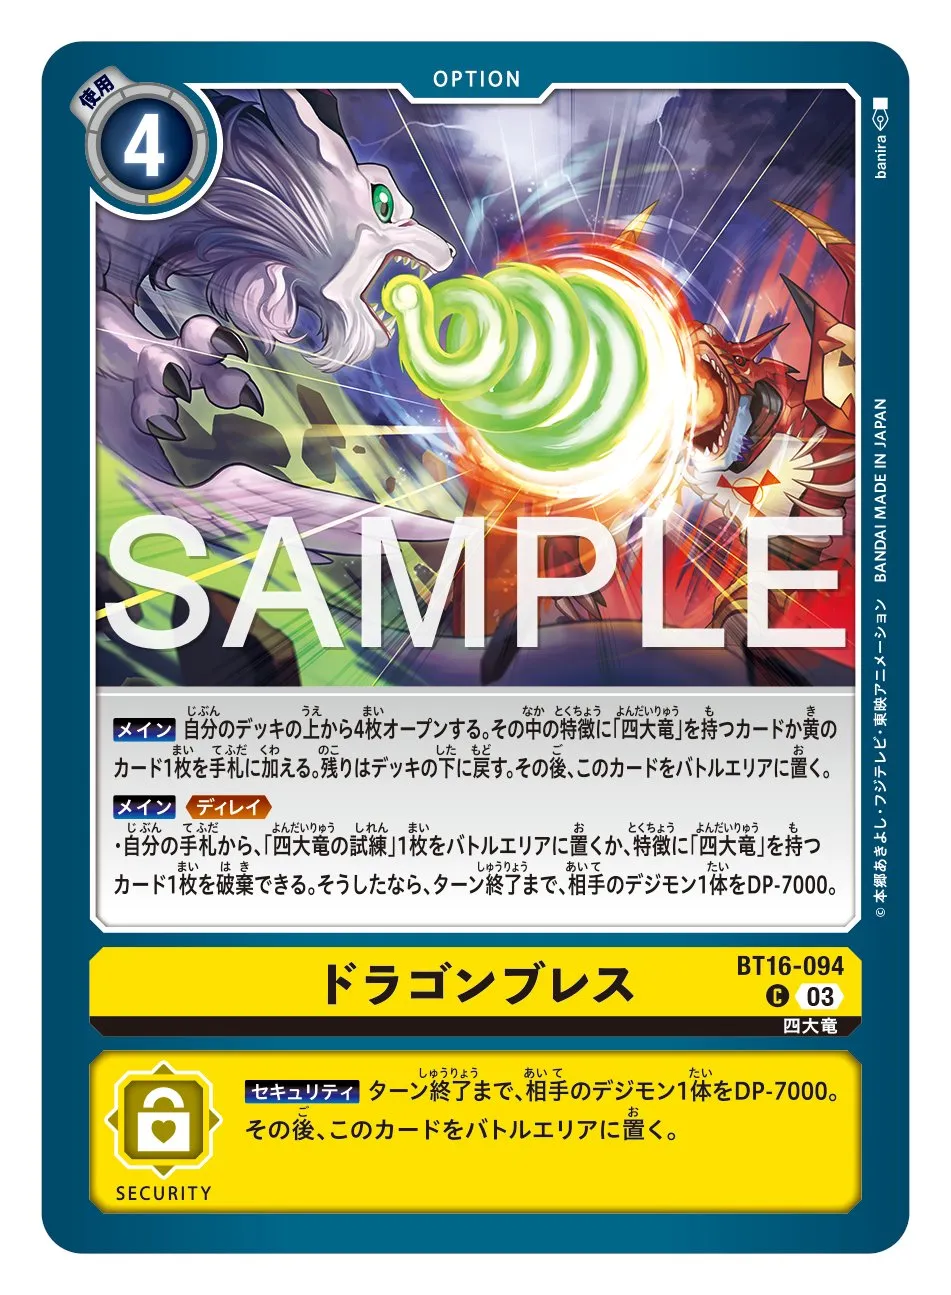 OPTION
使用
4
banira
SAMPLE
メイン 自分のデッキの上から4枚オープンする。その中の特徴に「四大竜」を持つカードか黄の
カード1枚を手札に加える。残りはデッキの下に戻す。その後、このカードをバトルエリアに置く。
メイン ディレイ
・自分の手札から、「四大竜の試練」1枚をバトルエリアに置くか、特徴に「四大竜」を持つ
カード1枚を破棄できる。そうしたなら、ターン終了まで、相手のデジモン1体をDP-7000。
©本郷あきよし・フジテレビ・東映アニメーション BANDAI MADE IN JAPAN
ドラゴンブレス
BT16-094
C 03
四大竜
セキュリティ ターン終了まで、相手のデジモン1体をDP-7000。
その後、このカードをバトルエリアに置く。
SECURITY